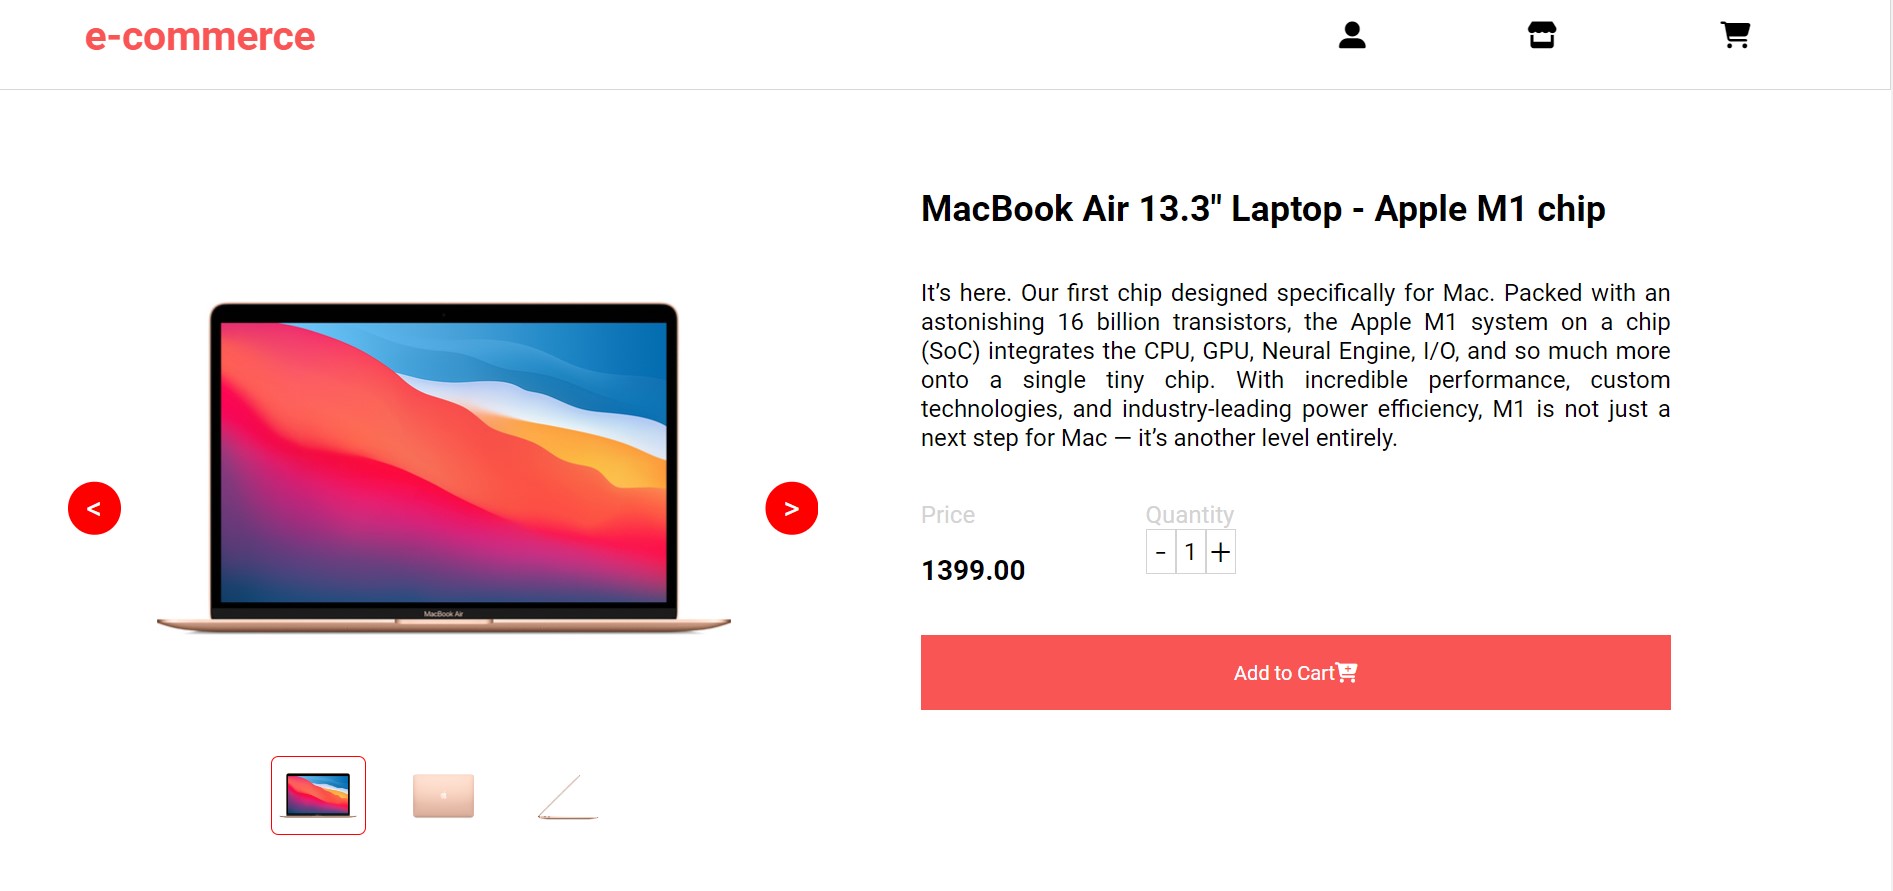 e-commerce
MacBook Air 13.3" Laptop - Apple M1 chip
It’s here. Our first chip designed specifically for Mac. Packed with an
astonishing 16 billion transistors, the Apple M1 system on a chip
(SoC) integrates the CPU, GPU, Neural Engine, I/O, and so much more
onto a single tiny chip. With incredible performance, custom
technologies, and industry-leading power efficiency, M1 is not just a
next step for Mac — it’s another level entirely.
<
>
MacBook Air
Price
Quantity
- 1 +
1399.00
Add to Cart